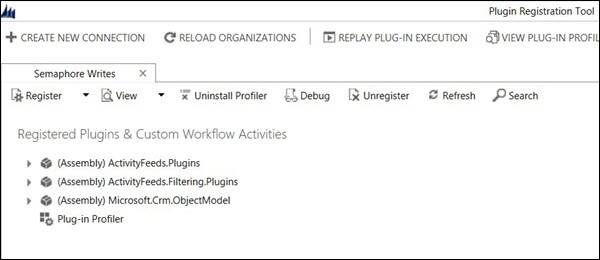 Plugin Registration Tool
CREATE NEW CONNECTION RELOAD ORGANIZATIONS REPLAY PLUG-IN EXECUTION VIEW PLUG-IN PROFIL
Semaphore Writes
Register View Uninstall Profiler Debug Unregister Refresh Search
Registered Plugins & Custom Workflow Activities
(Assembly) ActivityFeeds.Plugins
(Assembly) ActivityFeeds.Filtering.Plugins
(Assembly) Microsoft.Crm.ObjectModel
Plug-in Profiler